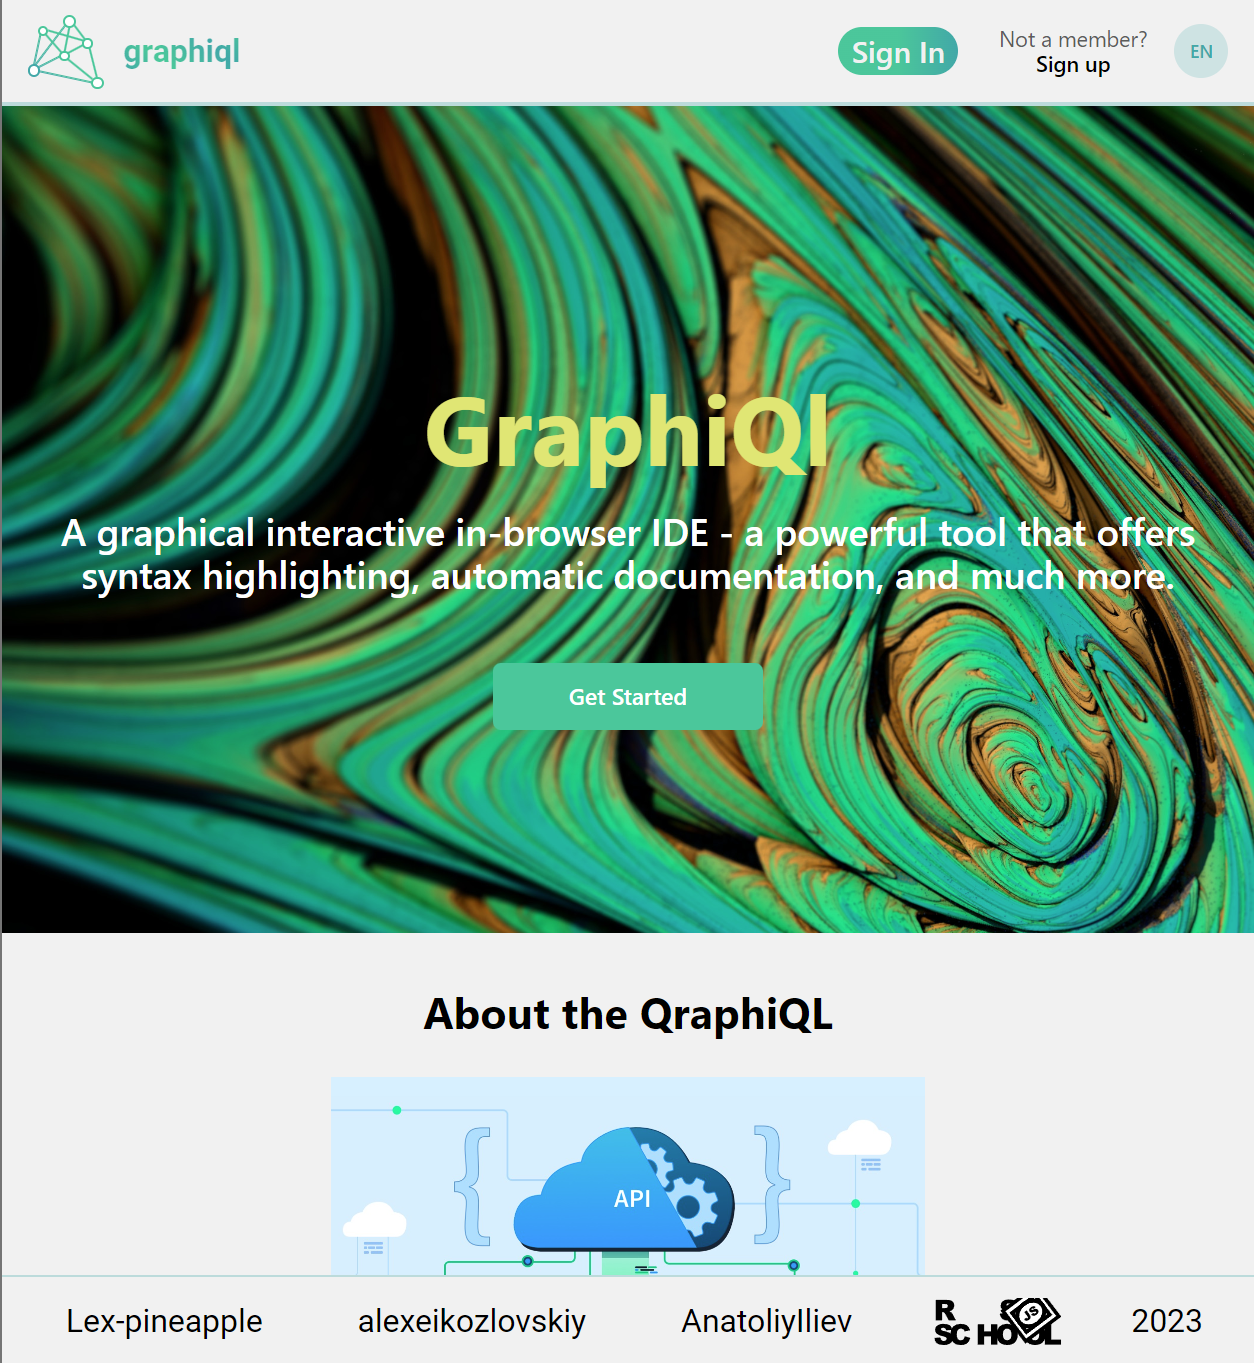 graphiql
Sign In
Not a member?
Sign up
EN
GraphiQl
A graphical interactive in-browser IDE - a powerful tool that offers
syntax highlighting, automatic documentation, and much more.
Get Started
About the QraphiQL
{ API }
Lex-pineapple
alexeikozlovskiy
AnatoliyIliev
R S
SCHOOL
JS
2023